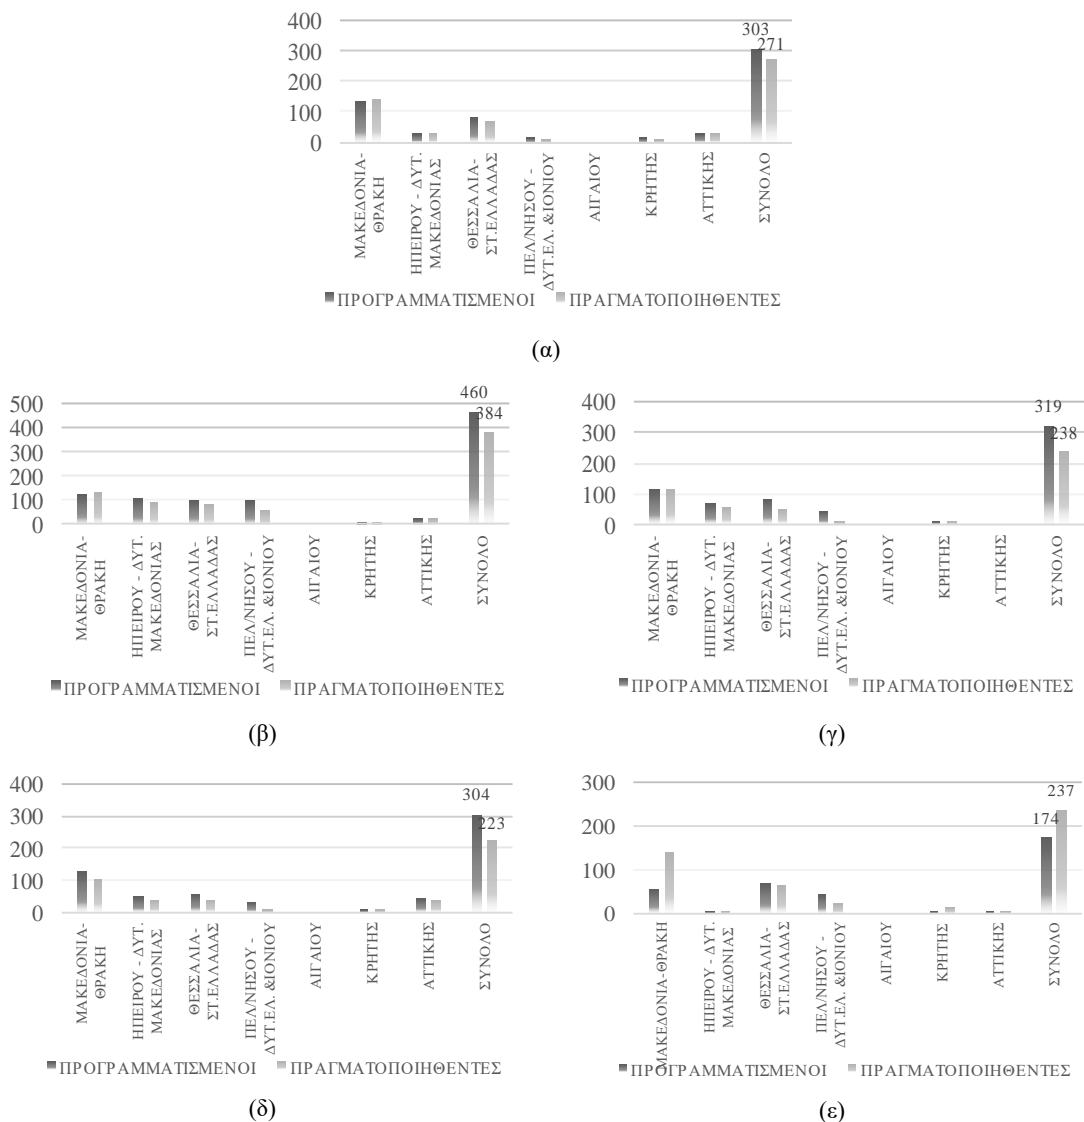 400
300
200
100
0
303
271
ΜΑΚΕΔΟΝΙΑ-
ΘΡΑΚΗ
ΗΠΕΙΡΟΥ - ΔΥΤ.
ΜΑΚΕΔΟΝΙΑΣ
ΘΕΣΣΑΛΙΑ-
ΣΤ.ΕΛΛΑΔΑΣ
ΠΕΛ/ΝΗΣΟΥ -
ΔΥΤ.ΕΛ. &ΙΟΝΙΟΥ
ΑΙΓΑΙΟΥ
ΚΡΗΤΗΣ
ΑΤΤΙΚΗΣ
ΣΥΝΟΛΟ
ΠΡΟΓΡΑΜΜΑΤΙΣΜΕΝΟΙ ΠΡΑΓΜΑΤΟΠΟΙΗΘΕΝΤΕΣ
(α)
500
400
300
200
100
0
460
384
ΜΑΚΕΔΟΝΙΑ-
ΘΡΑΚΗ
ΗΠΕΙΡΟΥ - ΔΥΤ.
ΜΑΚΕΔΟΝΙΑΣ
ΘΕΣΣΑΛΙΑ-
ΣΤ.ΕΛΛΑΔΑΣ
ΠΕΛ/ΝΗΣΟΥ -
ΔΥΤ.ΕΛ. &ΙΟΝΙΟΥ
ΑΙΓΑΙΟΥ
ΚΡΗΤΗΣ
ΑΤΤΙΚΗΣ
ΣΥΝΟΛΟ
ΠΡΟΓΡΑΜΜΑΤΙΣΜΕΝΟΙ ΠΡΑΓΜΑΤΟΠΟΙΗΘΕΝΤΕΣ
(β)
400
300
200
100
0
319
238
ΜΑΚΕΔΟΝΙΑ-
ΘΡΑΚΗ
ΗΠΕΙΡΟΥ - ΔΥΤ.
ΜΑΚΕΔΟΝΙΑΣ
ΘΕΣΣΑΛΙΑ-
ΣΤ.ΕΛΛΑΔΑΣ
ΠΕΛ/ΝΗΣΟΥ -
ΔΥΤ.ΕΛ. &ΙΟΝΙΟΥ
ΑΙΓΑΙΟΥ
ΚΡΗΤΗΣ
ΑΤΤΙΚΗΣ
ΣΥΝΟΛΟ
ΠΡΟΓΡΑΜΜΑΤΙΣΜΕΝΟΙ ΠΡΑΓΜΑΤΟΠΟΙΗΘΕΝΤΕΣ
(γ)
400
300
200
100
0
304
223
ΜΑΚΕΔΟΝΙΑ-
ΘΡΑΚΗ
ΗΠΕΙΡΟΥ - ΔΥΤ.
ΜΑΚΕΔΟΝΙΑΣ
ΘΕΣΣΑΛΙΑ-
ΣΤ.ΕΛΛΑΔΑΣ
ΠΕΛ/ΝΗΣΟΥ -
ΔΥΤ.ΕΛ. &ΙΟΝΙΟΥ
ΑΙΓΑΙΟΥ
ΚΡΗΤΗΣ
ΑΤΤΙΚΗΣ
ΣΥΝΟΛΟ
ΠΡΟΓΡΑΜΜΑΤΙΣΜΕΝΟΙ ΠΡΑΓΜΑΤΟΠΟΙΗΘΕΝΤΕΣ
(δ)
300
200
100
0
174
237
ΜΑΚΕΔΟΝΙΑ-ΘΡΑΚΗ
ΗΠΕΙΡΟΥ - ΔΥΤ.
ΜΑΚΕΔΟΝΙΑΣ
ΘΕΣΣΑΛΙΑ-
ΣΤ.ΕΛΛΑΔΑΣ
ΠΕΛ/ΝΗΣΟΥ -
ΔΥΤ.ΕΛ. &ΙΟΝΙΟΥ
ΑΙΓΑΙΟΥ
ΚΡΗΤΗΣ
ΑΤΤΙΚΗΣ
ΣΥΝΟΛΟ
ΠΡΟΓΡΑΜΜΑΤΙΣΜΕΝΟΙ ΠΡΑΓΜΑΤΟΠΟΙΗΘΕΝΤΕΣ
(ε)